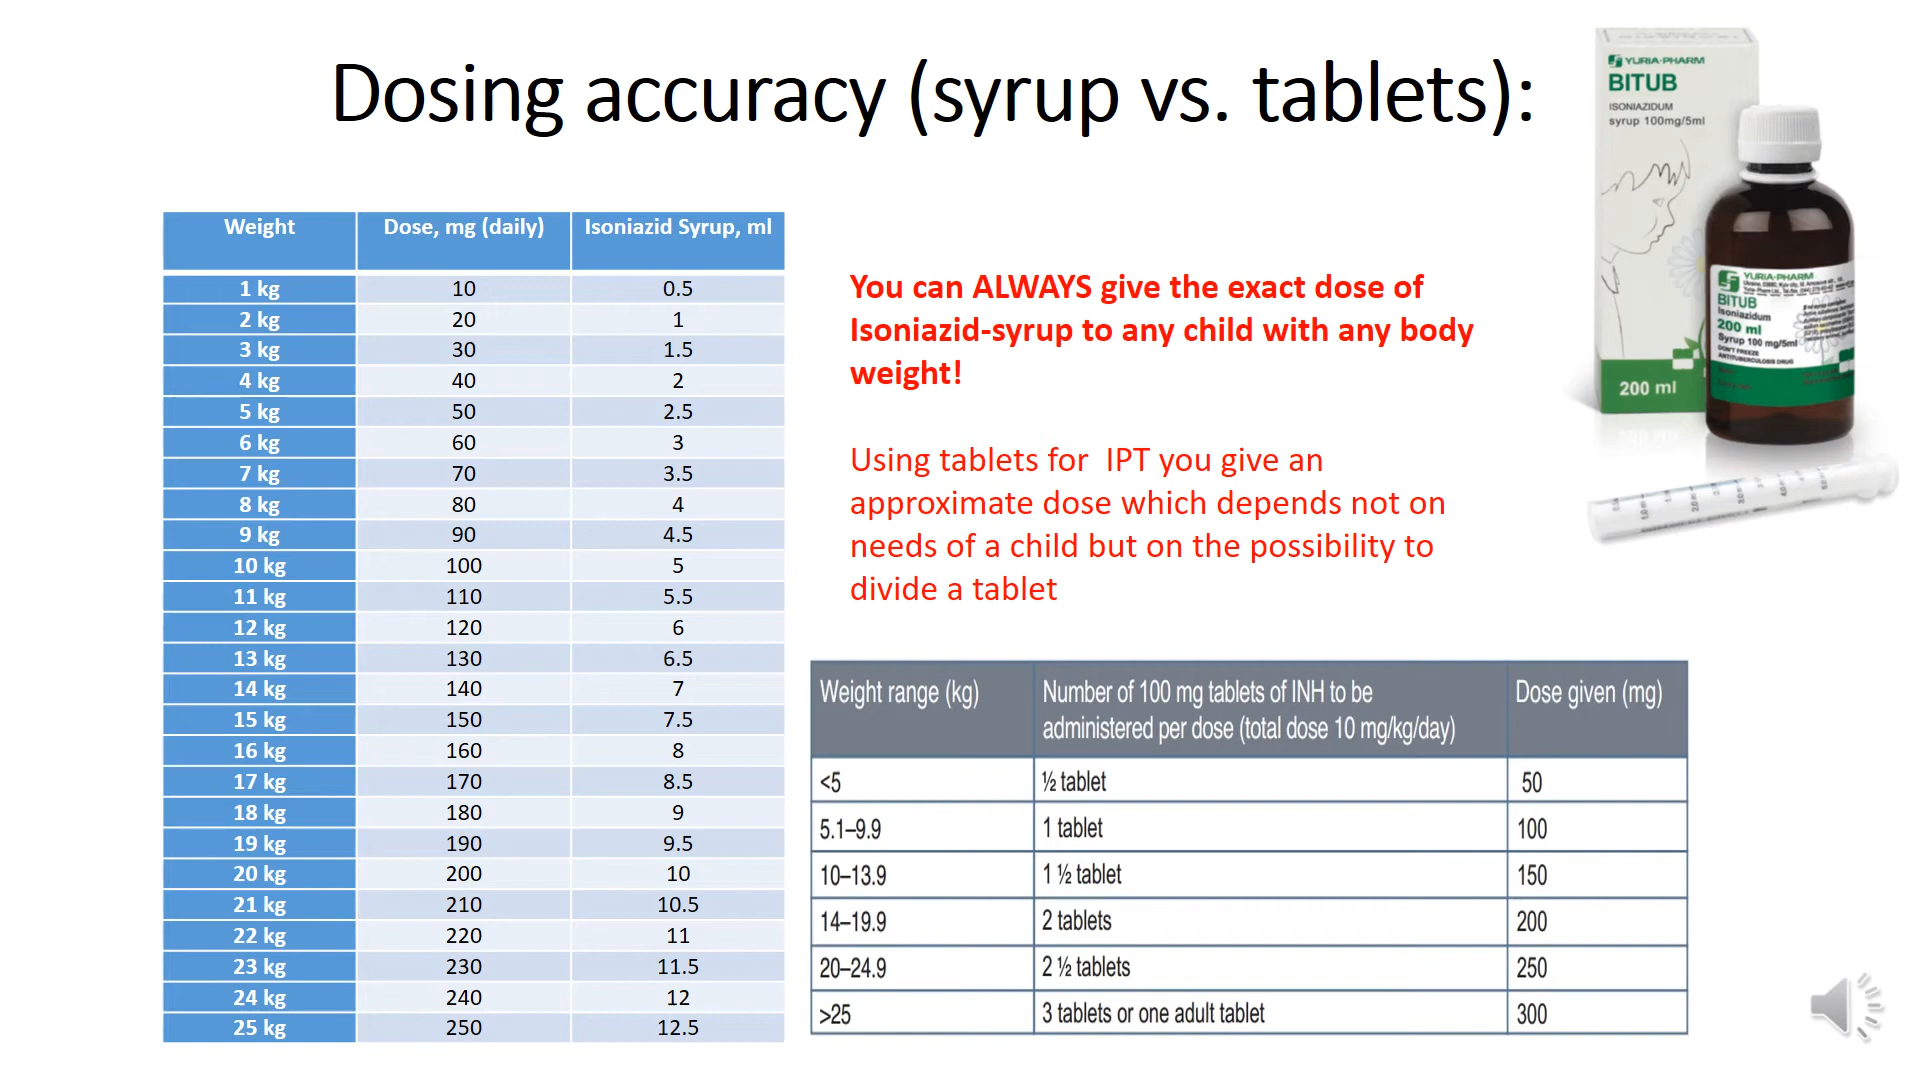 Dosing accuracy (syrup vs. tablets):
YURIA-PHARM
BITUB
ISONIAZIDUM
syrup 100mg/5ml
200 ml
YURIA-PHARM
BITUB
Isoniazidum
200 ml
Syrup 100 mg/5ml
DON'T FREEZE
ANTITUBERCULOSIS DRUG
Weight Dose, mg (daily) Isoniazid Syrup, ml
1 kg 10 0.5
2 kg 20 1
3 kg 30 1.5
4 kg 40 2
5 kg 50 2.5
6 kg 60 3
7 kg 70 3.5
8 kg 80 4
9 kg 90 4.5
10 kg 100 5
11 kg 110 5.5
12 kg 120 6
13 kg 130 6.5
14 kg 140 7
15 kg 150 7.5
16 kg 160 8
17 kg 170 8.5
18 kg 180 9
19 kg 190 9.5
20 kg 200 10
21 kg 210 10.5
22 kg 220 11
23 kg 230 11.5
24 kg 240 12
25 kg 250 12.5
You can ALWAYS give the exact dose of
Isoniazid-syrup to any child with any body
weight!
Using tablets for IPT you give an
approximate dose which depends not on
needs of a child but on the possibility to
divide a tablet
Weight range (kg) Number of 100 mg tablets of INH to be Dose given (mg)
administered per dose (total dose 10 mg/kg/day)
<5 ½ tablet 50
5.1–9.9 1 tablet 100
10–13.9 1 ½ tablet 150
14–19.9 2 tablets 200
20–24.9 2 ½ tablets 250
>25 3 tablets or one adult tablet 300